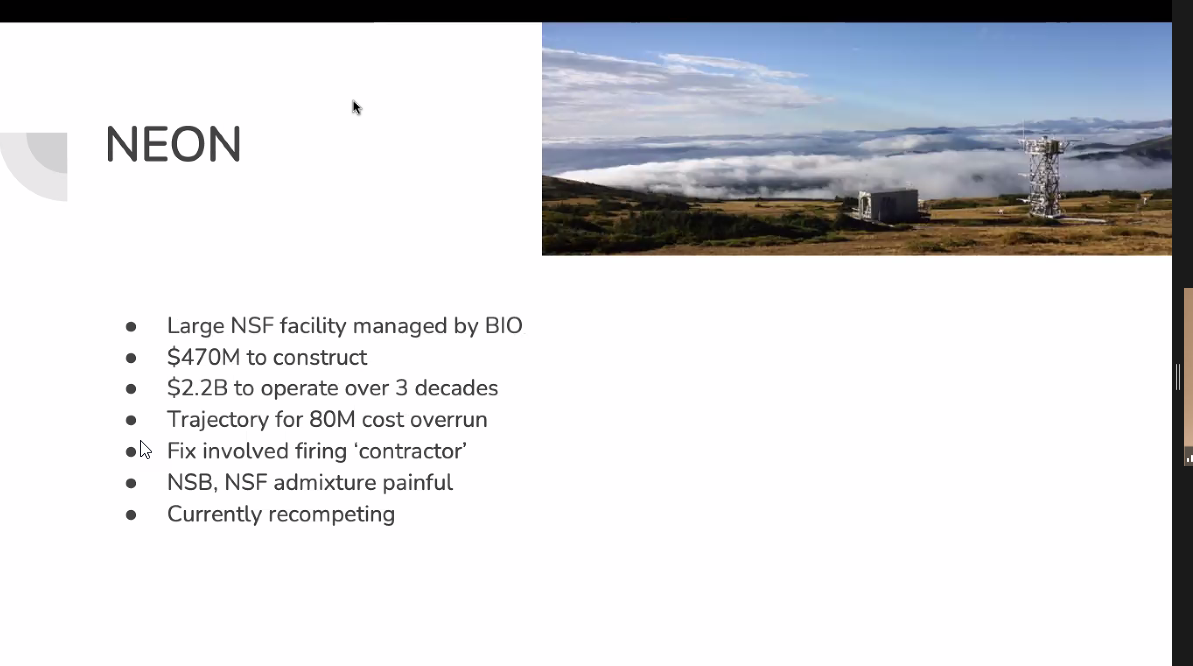 NEON
● Large NSF facility managed by BIO
● $470M to construct
● $2.2B to operate over 3 decades
● Trajectory for 80M cost overrun
● Fix involved firing ‘contractor’
● NSB, NSF admixture painful
● Currently recompeting